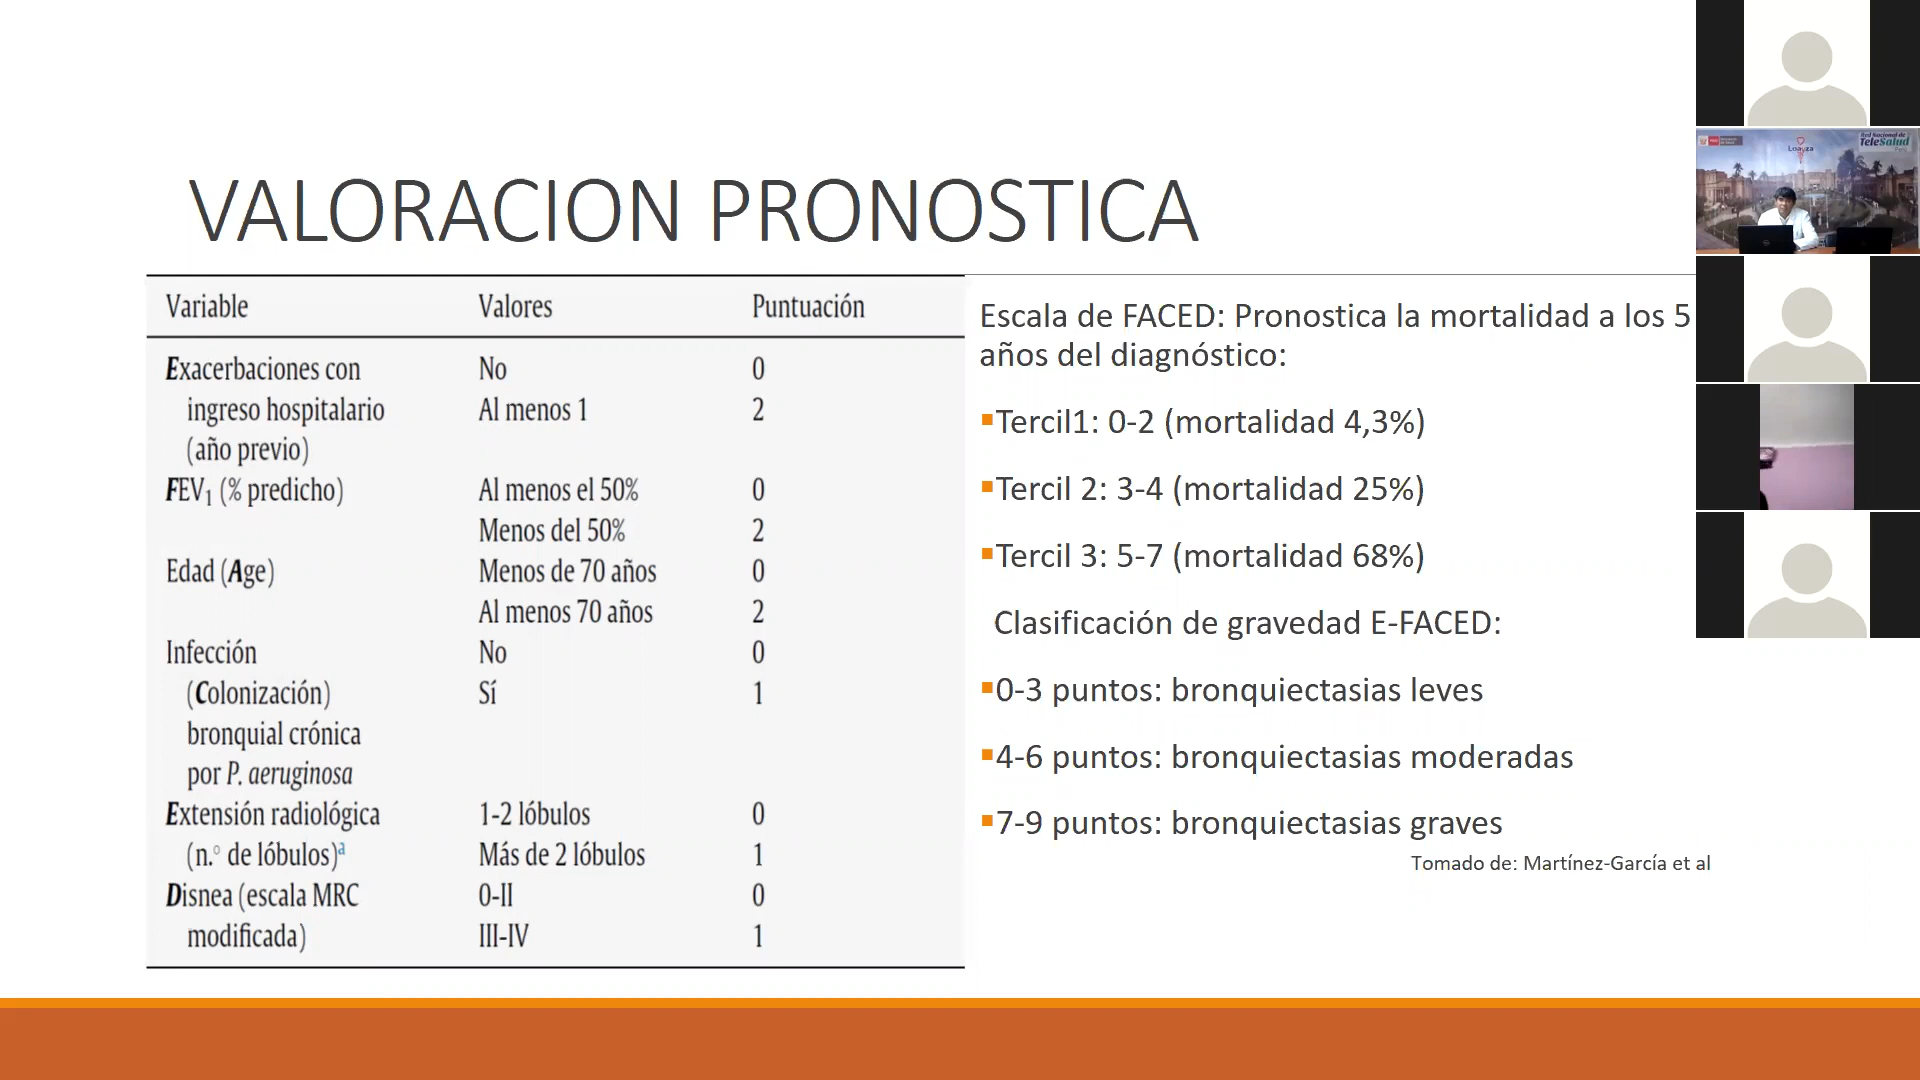 VALORACION PRONOSTICA
Variable Valores Puntuación
Exacerbaciones con No 0
ingreso hospitalario Al menos 1 2
(año previo)
FEV₁ (% predicho) Al menos el 50% 0
Menos del 50% 2
Edad (Age) Menos de 70 años 0
Al menos 70 años 2
Infección No 0
(Colonización) Sí 1
bronquial crónica
por P. aeruginosa
Extensión radiológica 1-2 lóbulos 0
(n.° de lóbulos)ᵃ Más de 2 lóbulos 1
Disnea (escala MRC 0-II 0
modificada) III-IV 1
Escala de FACED: Pronostica la mortalidad a los 5
años del diagnóstico:
Tercil1: 0-2 (mortalidad 4,3%)
Tercil 2: 3-4 (mortalidad 25%)
Tercil 3: 5-7 (mortalidad 68%)
Clasificación de gravedad E-FACED:
0-3 puntos: bronquiectasias leves
4-6 puntos: bronquiectasias moderadas
7-9 puntos: bronquiectasias graves
Tomado de: Martínez-García et al
Loayza
Red Nacional de
TeleSalud